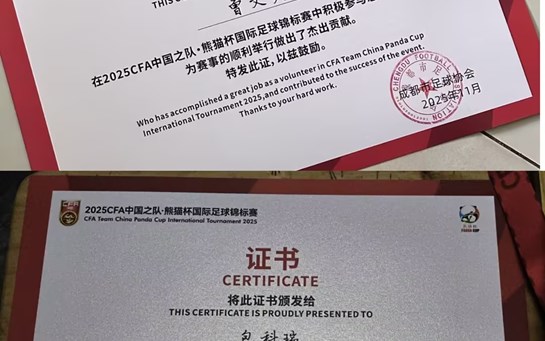 2025CFA中国之队·熊猫杯国际足球锦标赛中积极参与
为赛事的顺利举行做出了杰出贡献。
特发此证,以兹鼓励。
Who has accomplished a great job as a volunteer in CFA Team China Panda Cup
International Tournament 2025,and contributed to the success of the event.
Thanks to your hard work.
成都市足球协会
2025年11月
CHENGDU FOOTBALL
2025CFA中国之队·熊猫杯国际足球锦标赛
CFA Team China Panda Cup International Tournament 2025
PANDA CUP
证书
CERTIFICATE
将此证书颁发给
THIS CERTIFICATE IS PROUDLY PRESENTED TO
包科瑞